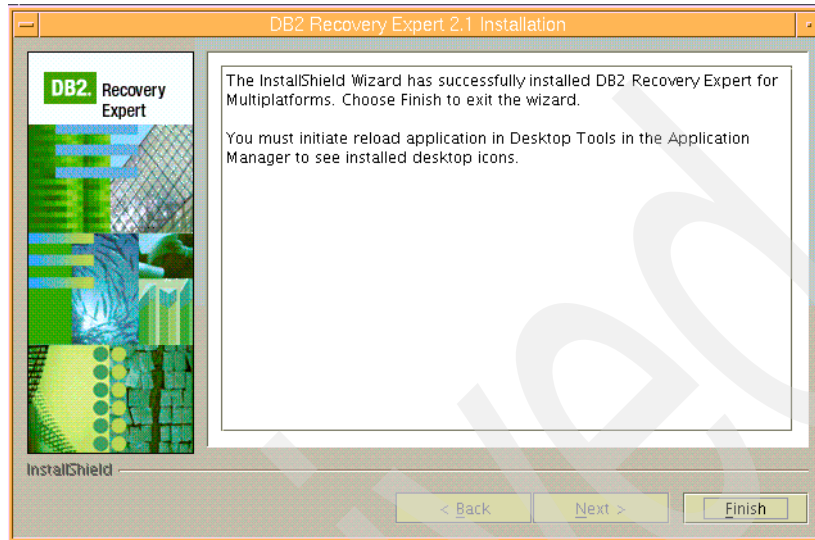 DB2 Recovery Expert 2.1 Installation
DB2. Recovery
Expert
The InstallShield Wizard has successfully installed DB2 Recovery Expert for
Multiplatforms. Choose Finish to exit the wizard.
You must initiate reload application in Desktop Tools in the Application
Manager to see installed desktop icons.
InstallShield
< Back
Next >
Finish